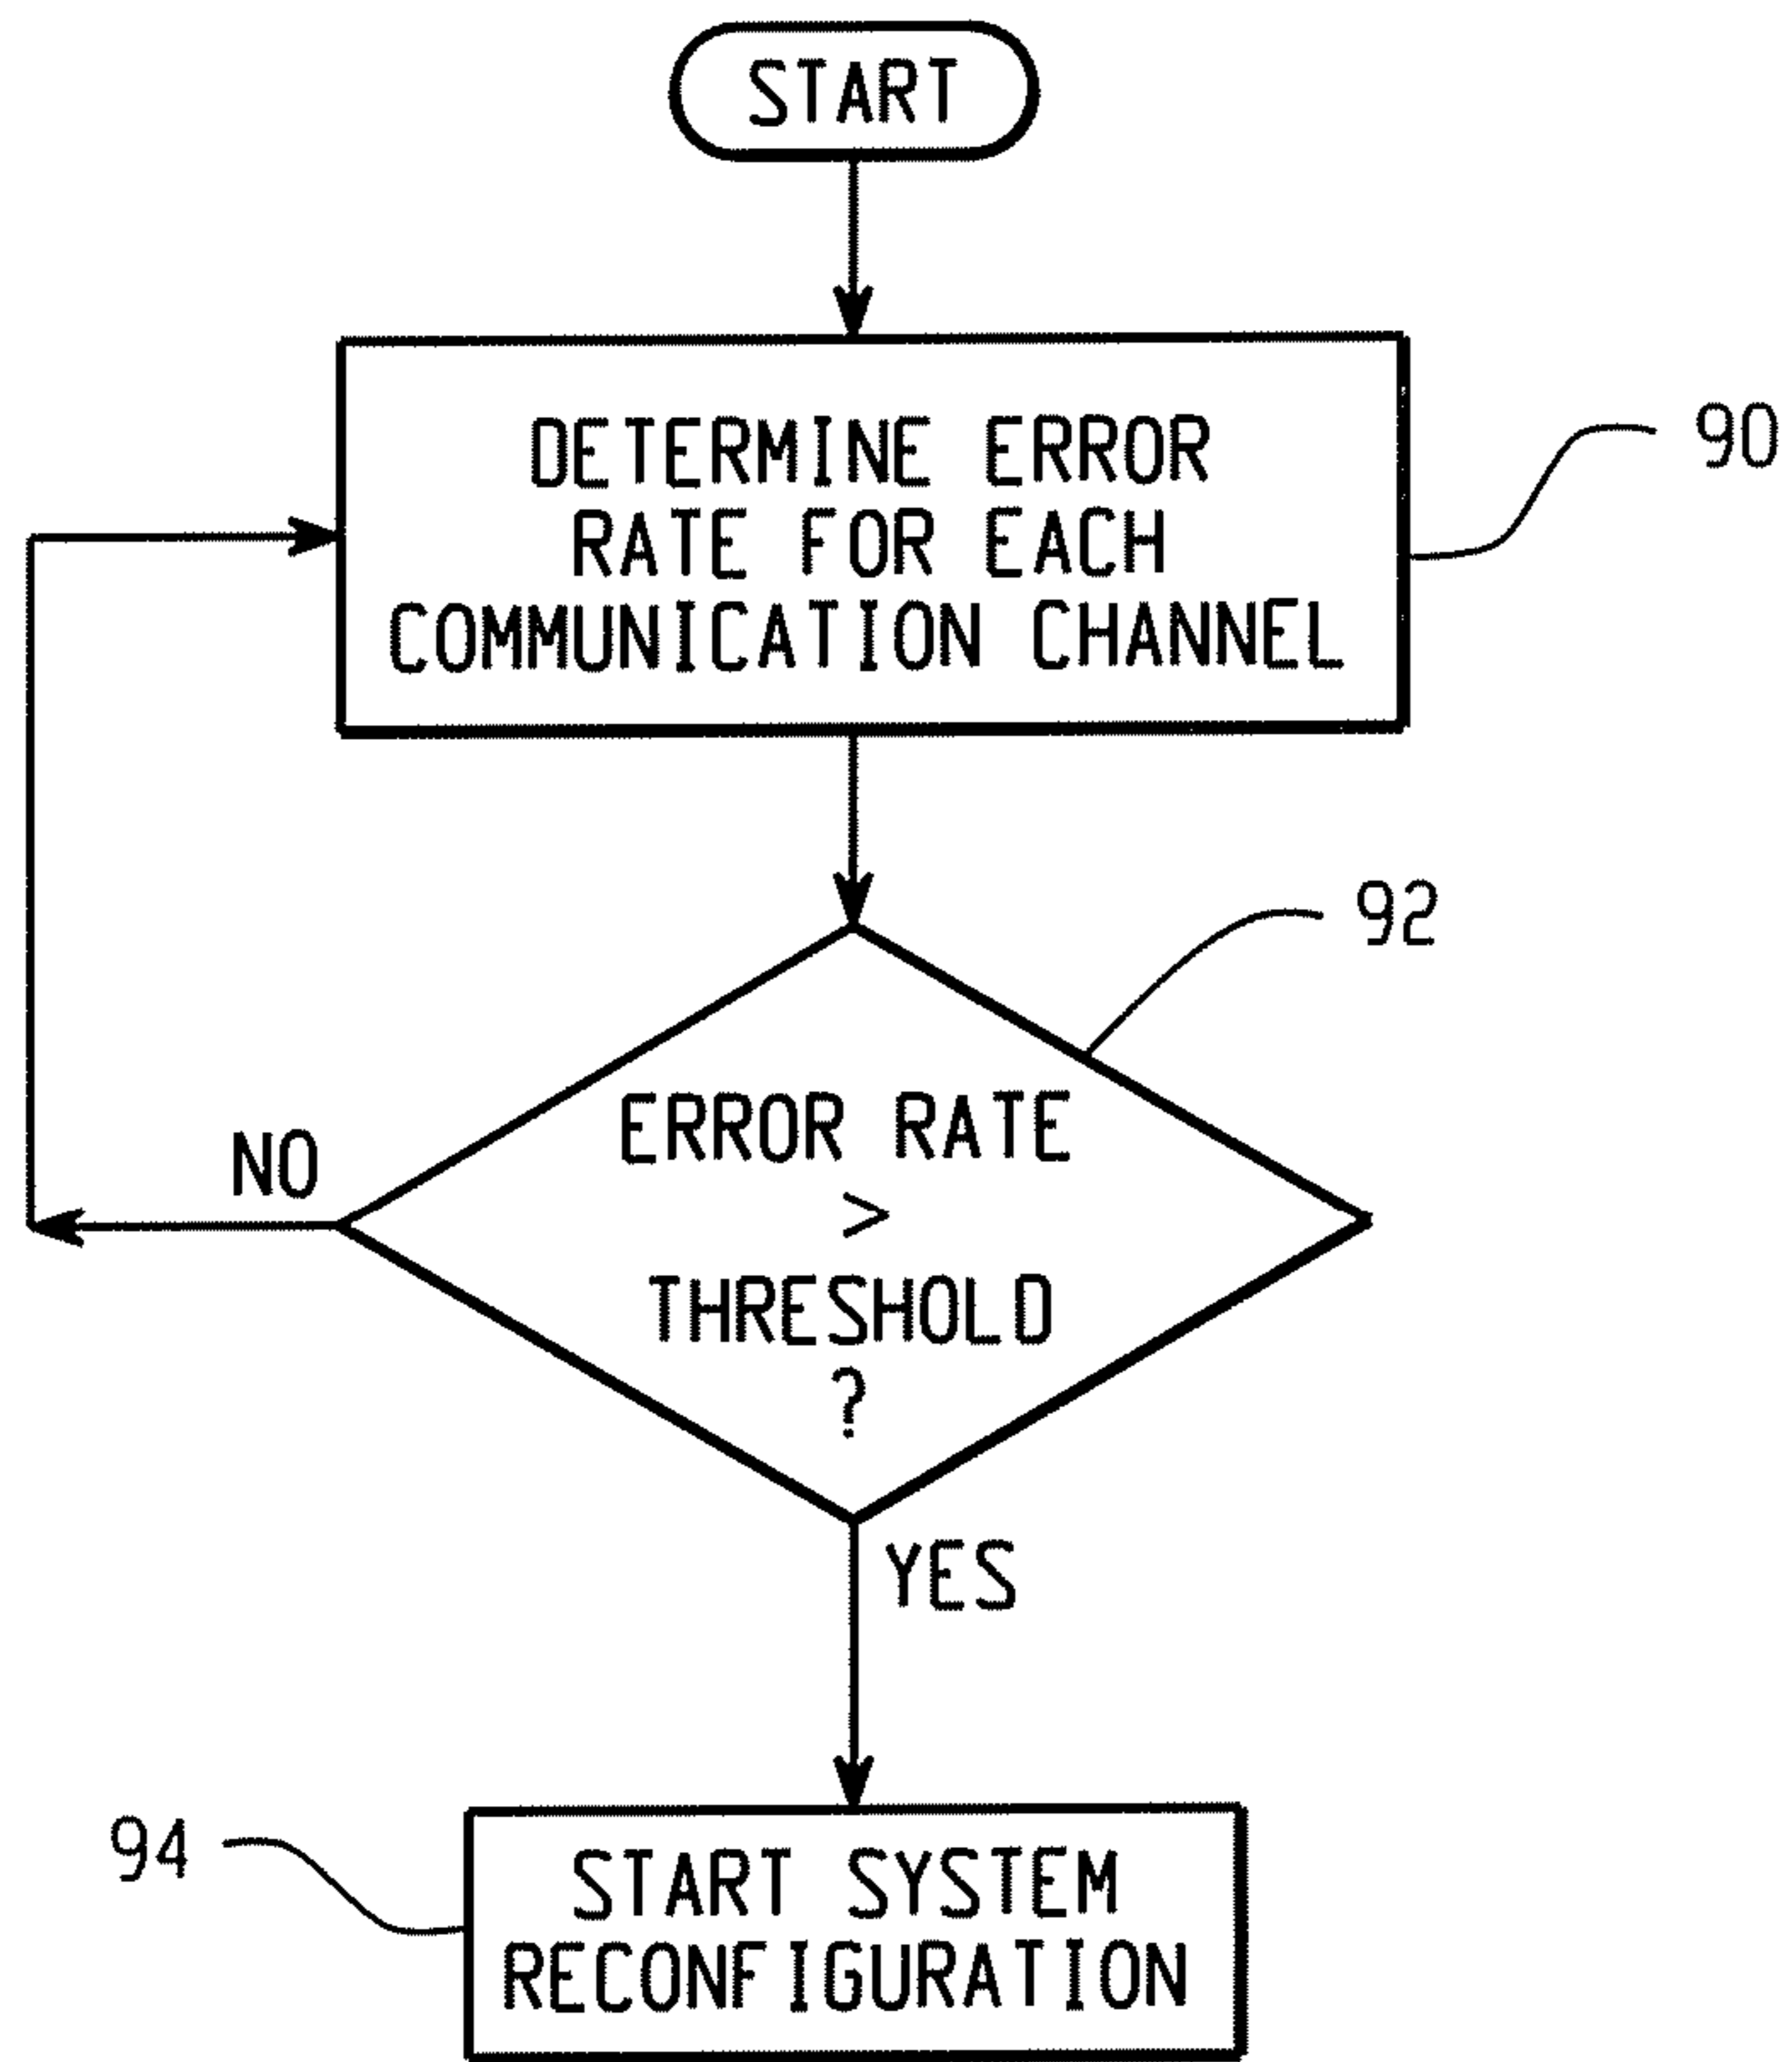 START
DETERMINE ERROR
RATE FOR EACH
COMMUNICATION CHANNEL
90
92
ERROR RATE
>
THRESHOLD
?
NO
YES
94
START SYSTEM
RECONFIGURATION